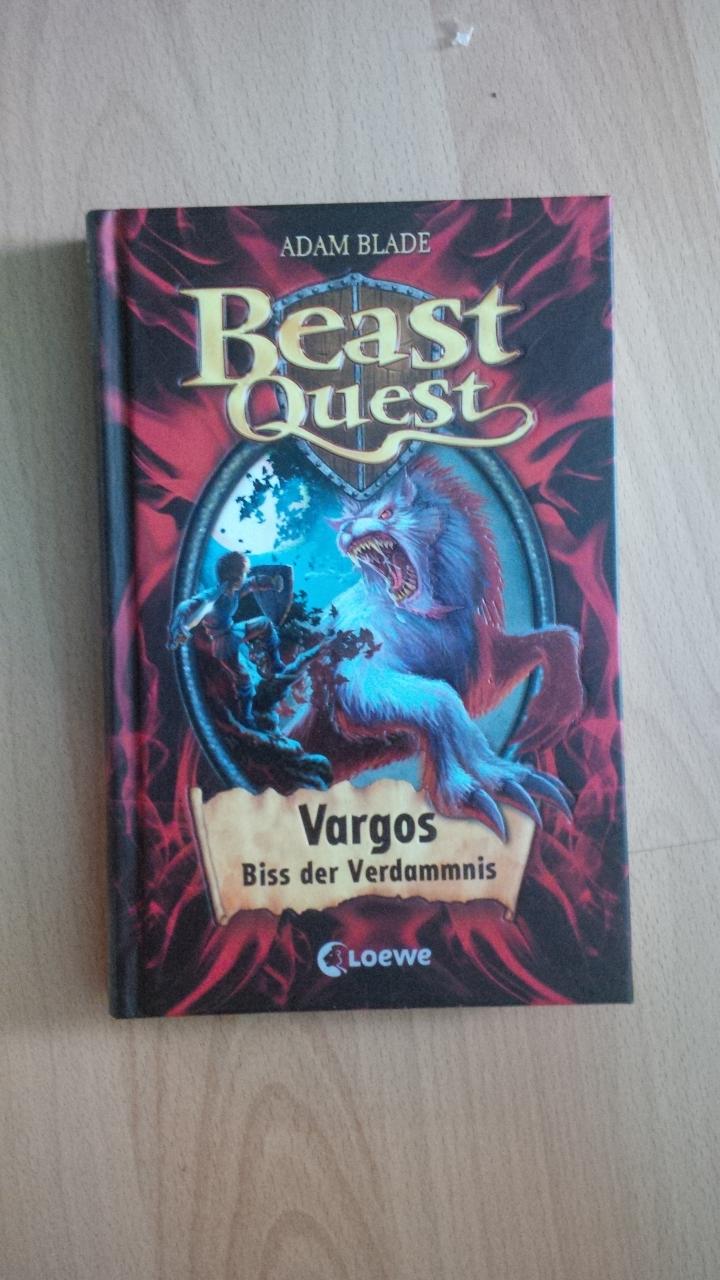 ADAM BLADE
Beast
Quest
Vargos
Biss der Verdammnis
LOEWE